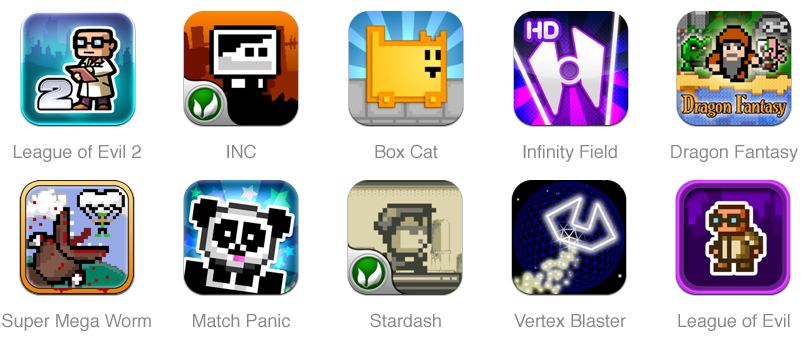 2
HD
Dragon Fantasy
League of Evil 2
INC
Box Cat
Infinity Field
Dragon Fantasy
Super Mega Worm
Match Panic
Stardash
Vertex Blaster
League of Evil